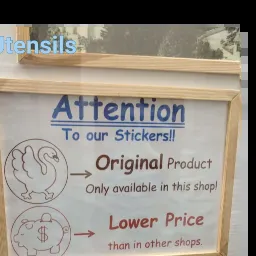 Utensils
Attention
To our Stickers!!
Original Product
Only available in this shop!
$
Lower Price
than in other shops.